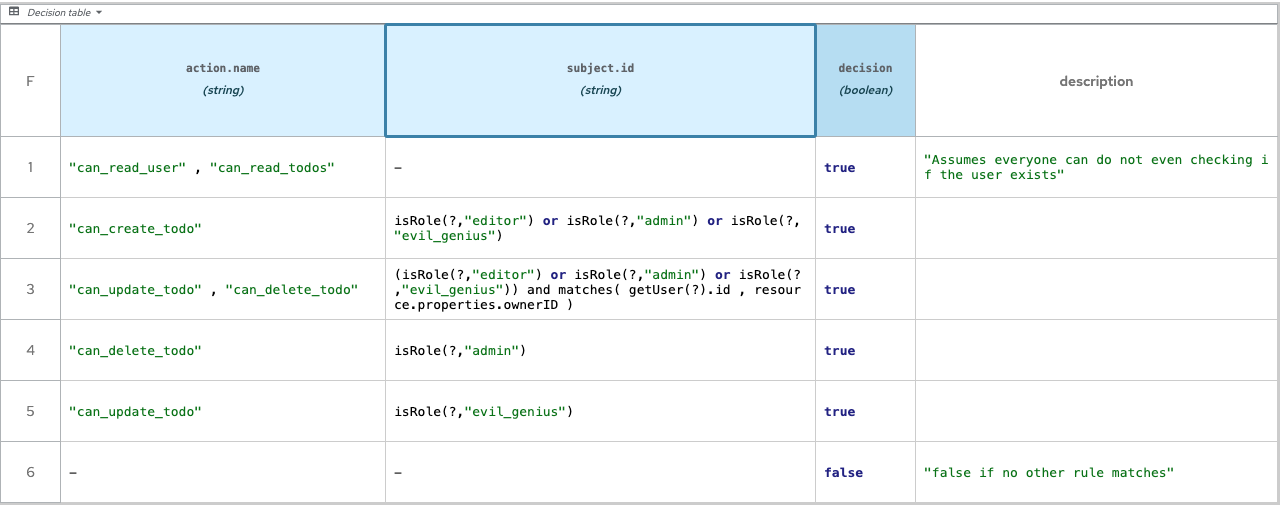 Decision table
F
action.name
(string)
subject.id
(string)
decision
(boolean)
description
1
"can_read_user" , "can_read_todos"
-
true
"Assumes everyone can do not even checking i
f the user exists"
2
"can_create_todo"
isRole(?,"editor") or isRole(?,"admin") or isRole(?,
"evil_genius")
true
3
"can_update_todo" , "can_delete_todo"
(isRole(?,"editor") or isRole(?,"admin") or isRole(?
,"evil_genius")) and matches( getUser(?).id , resour
ce.properties.ownerID )
true
4
"can_delete_todo"
isRole(?,"admin")
true
5
"can_update_todo"
isRole(?,"evil_genius")
true
6
-
-
false
"false if no other rule matches"